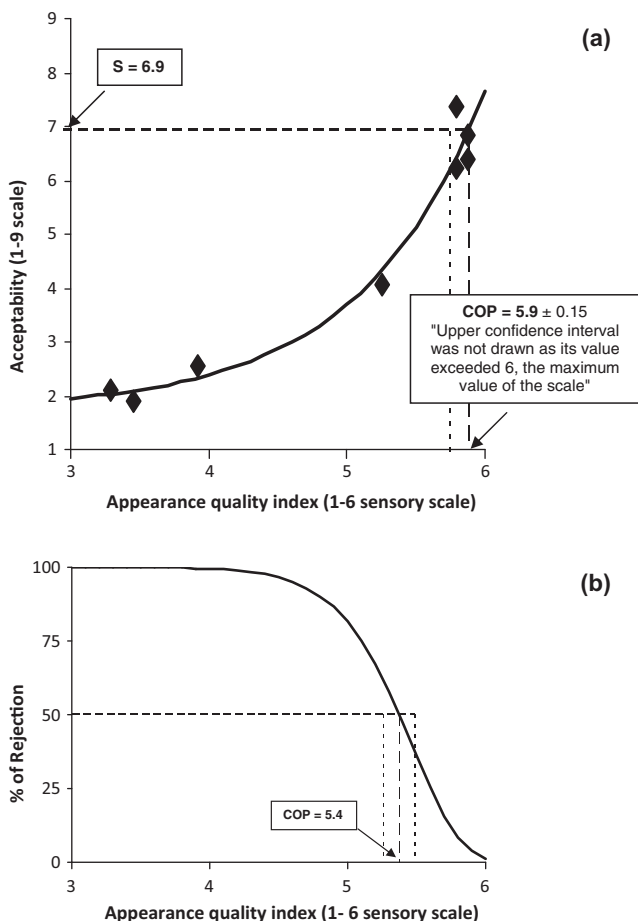 (a)
9
8
7
6
5
4
3
2
1
S = 6.9
Acceptability (1-9 scale)
COP = 5.9 ± 0.15
"Upper confidence interval
was not drawn as its value
exceeded 6, the maximum
value of the scale"
3 4 5 6
Appearance quality index (1-6 sensory scale)
(b)
100
75
50
25
0
% of Rejection
COP = 5.4
3 4 5 6
Appearance quality index (1- 6 sensory scale)